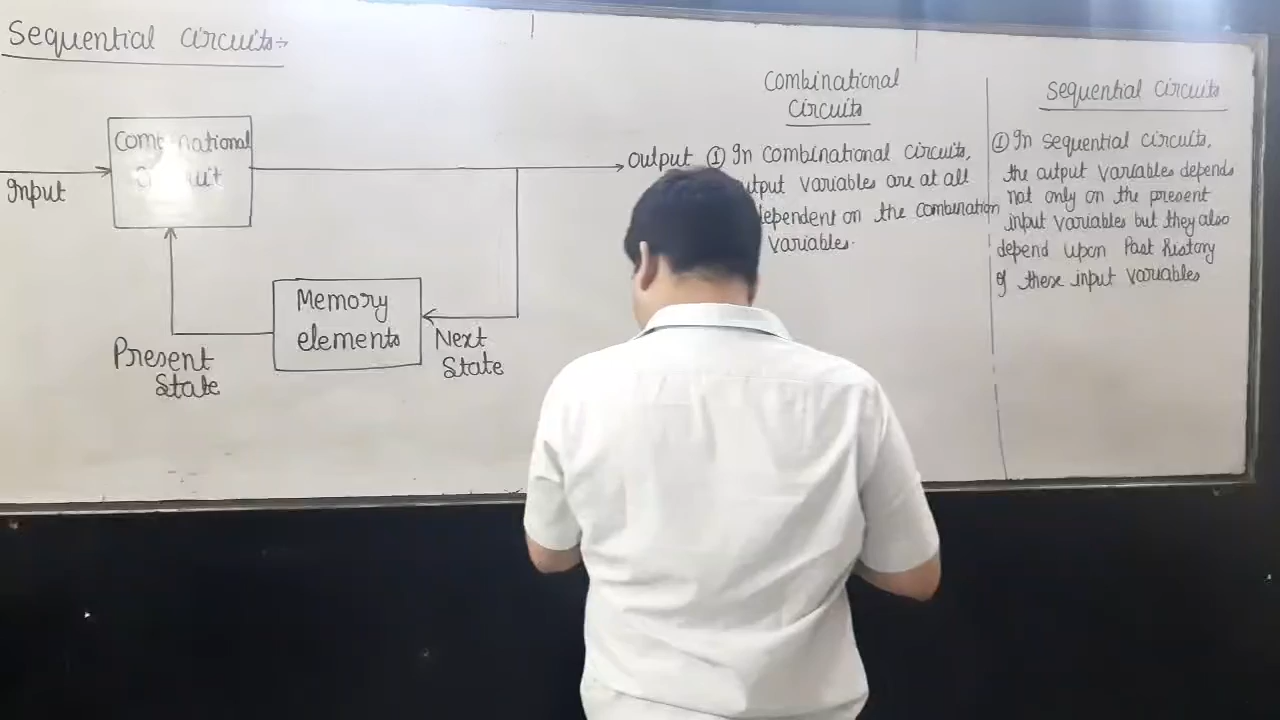 Sequential Circuits:-
Combinational
Circuit
Input
output
Memory
elements
Next
State
Present
State
Combinational
Circuits
① In combinational circuits,
utput variables are at all
dependent on the combination
variables.
Sequential Circuits
① In sequential circuits,
the output variables depends
not only on the present
input variables but they also
depend upon Past history
of these input variables